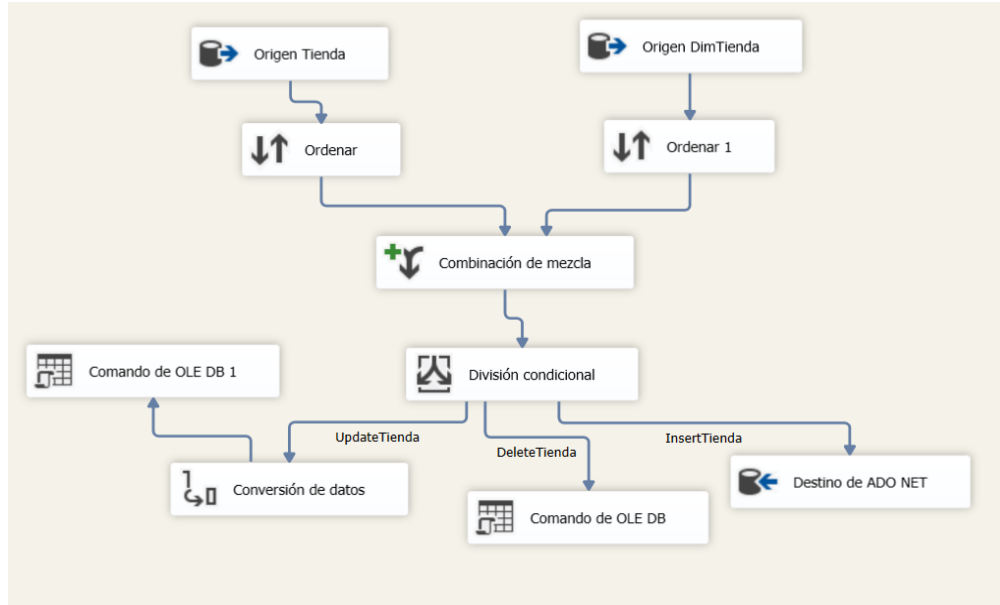 Origen Tienda
Origen DimTienda
Ordenar
Ordenar 1
Combinación de mezcla
División condicional
Comando de OLE DB 1
UpdateTienda
DeleteTienda
InsertTienda
Conversión de datos
Comando de OLE DB
Destino de ADO NET